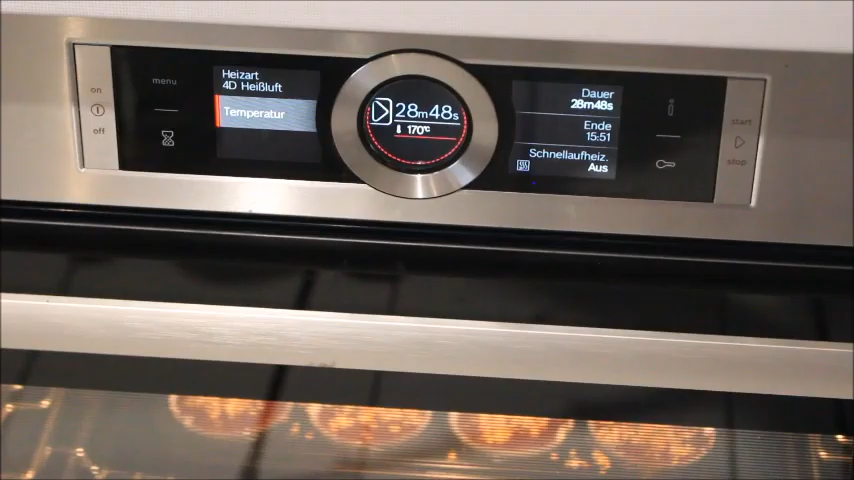 on
off
menu
Heizart
4D Heißluft
Temperatur
28m48s
170°C
Dauer
28m48s
Ende
15:51
Schnellaufheiz.
Aus
start
stop